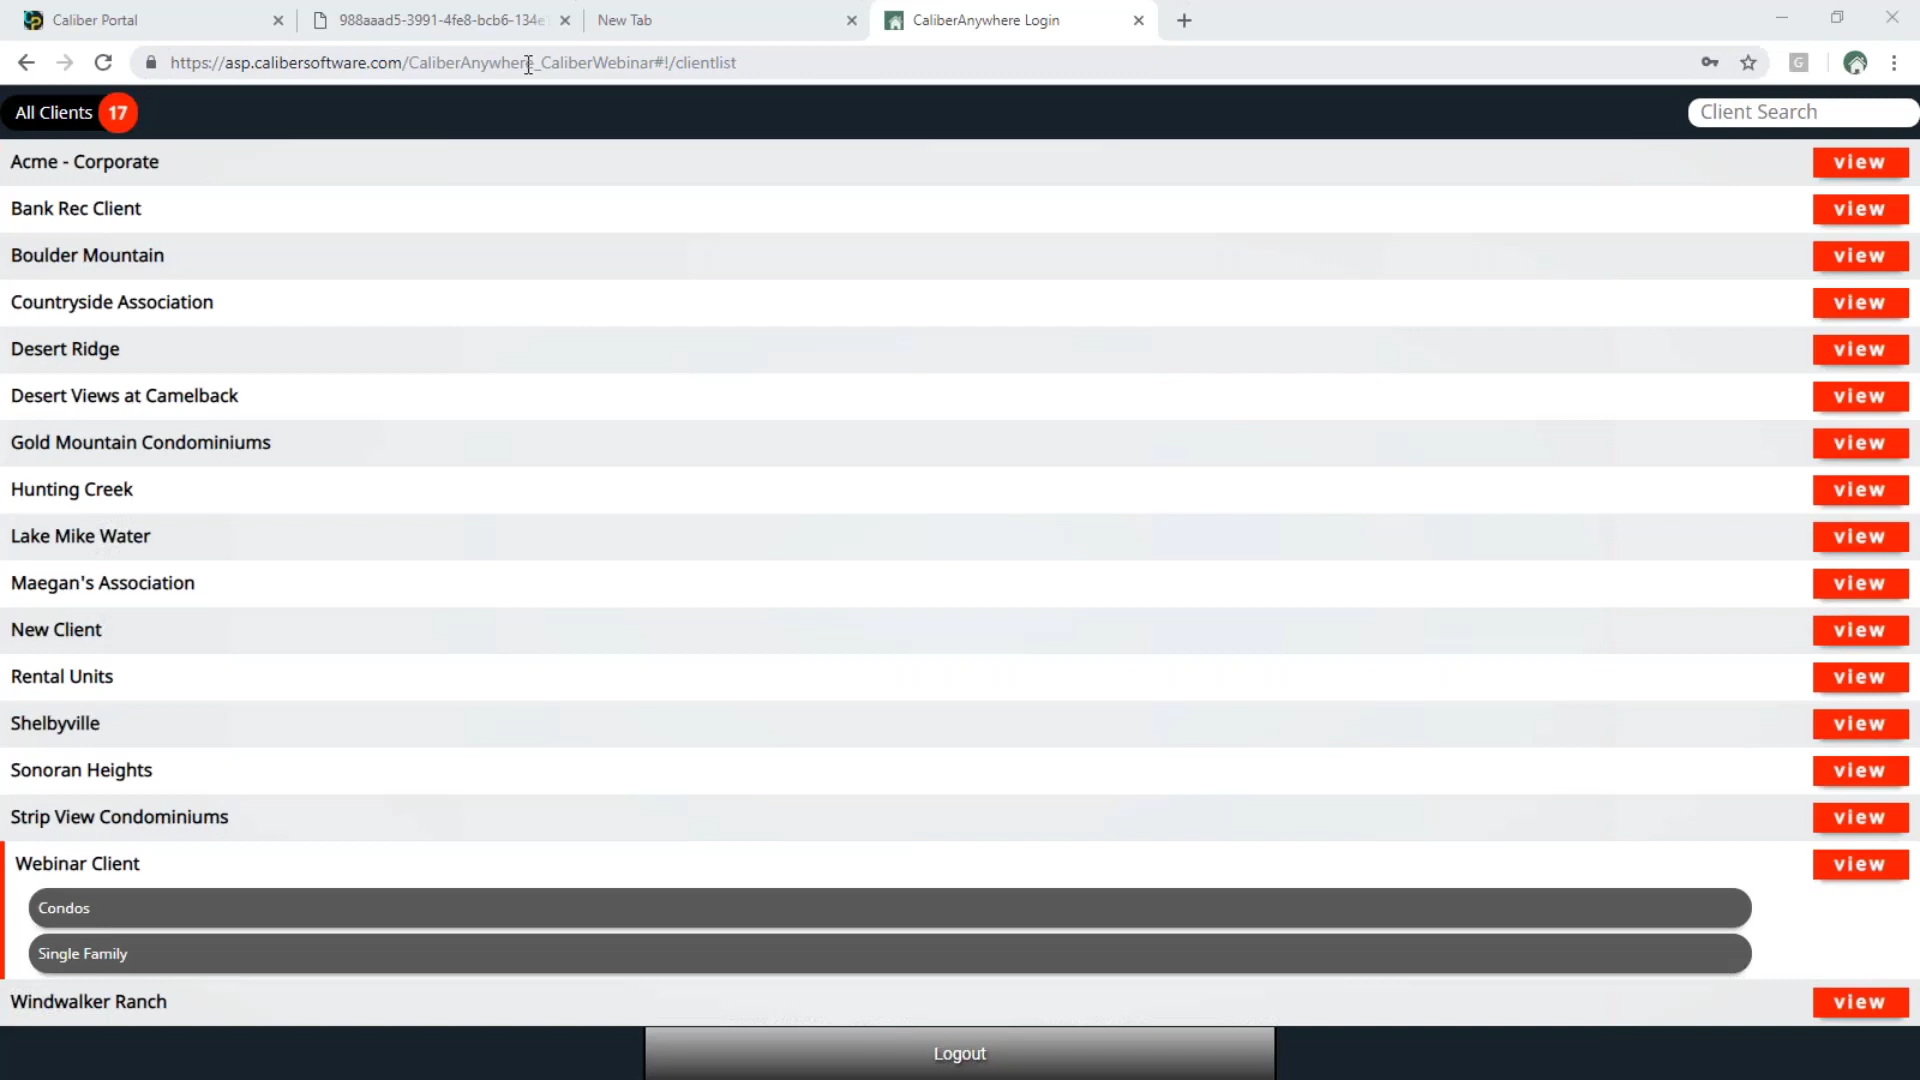 Caliber Portal
988aaad5-3991-4fe8-bcb6-134e
New Tab
CaliberAnywhere Login
https://asp.calibersoftware.com/CaliberAnywhere_CaliberWebinar#!/clientlist
G
All Clients 17
Client Search
Acme - Corporate view
Bank Rec Client view
Boulder Mountain view
Countryside Association view
Desert Ridge view
Desert Views at Camelback view
Gold Mountain Condominiums view
Hunting Creek view
Lake Mike Water view
Maegan's Association view
New Client view
Rental Units view
Shelbyville view
Sonoran Heights view
Strip View Condominiums view
Webinar Client view
Condos
Single Family
Windwalker Ranch view
Logout